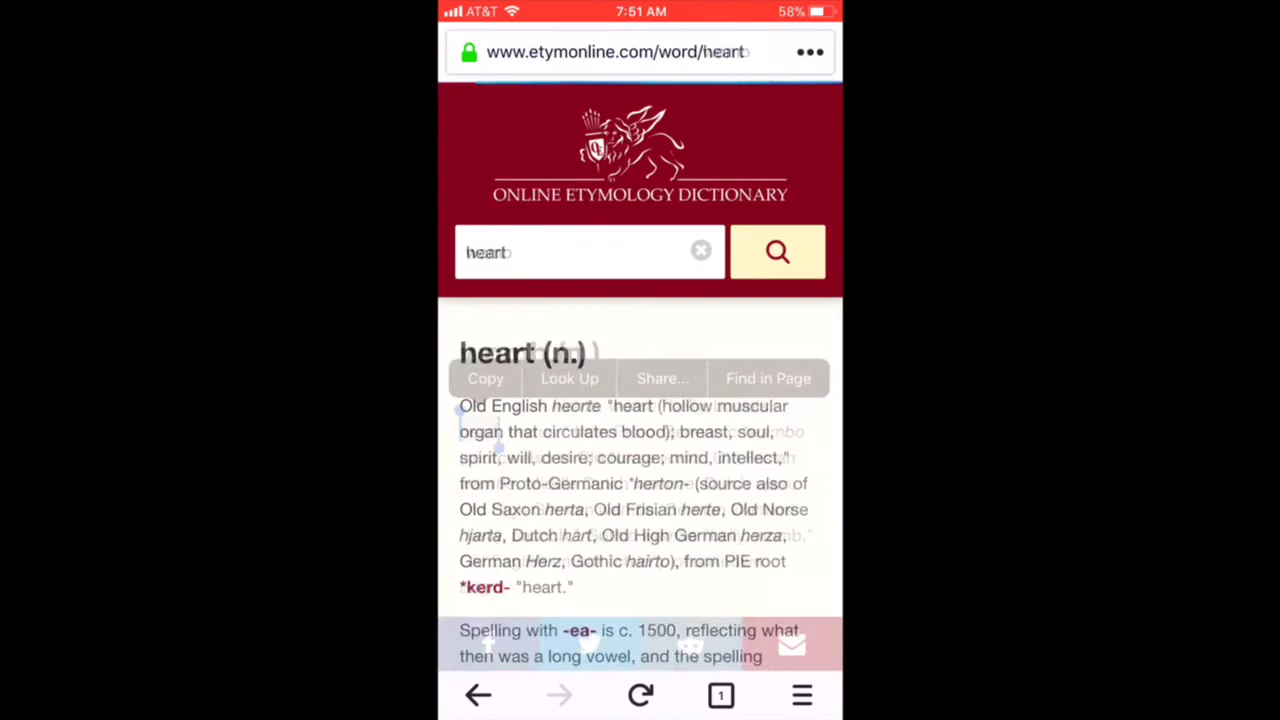 AT&T 7:51 AM 58%
www.etymonline.com/word/heart
ONLINE ETYMOLOGY DICTIONARY
heart
heart (n.)
Copy Look Up Share... Find in Page
Old English heorte "heart (hollow muscular
organ that circulates blood); breast, soul,
spirit, will, desire; courage; mind, intellect,"
from Proto-Germanic *herton- (source also of
Old Saxon herta, Old Frisian herte, Old Norse
hjarta, Dutch hart, Old High German herza,
German Herz, Gothic hairto), from PIE root
*kerd- "heart."
Spelling with -ea- is c. 1500, reflecting what
then was a long vowel, and the spelling
1